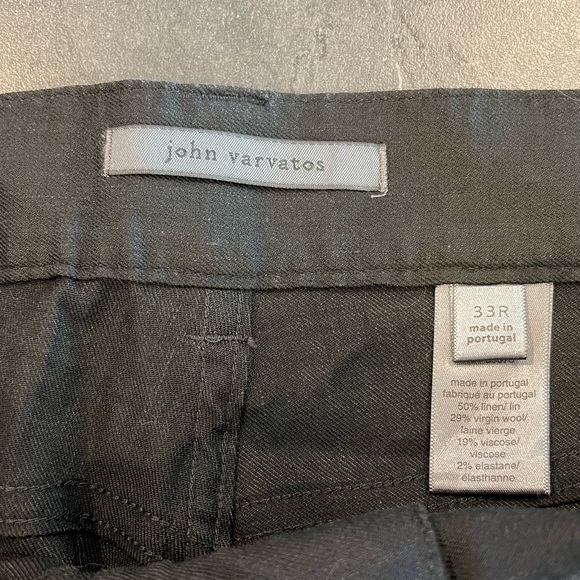 john varvatos
33R
made in
portugal
made in portugal
fabriqué au portugal
50% linen/ lin
29% virgin wool/
laine vierge
19% viscose/
viscose
2% elastane/
élasthanne